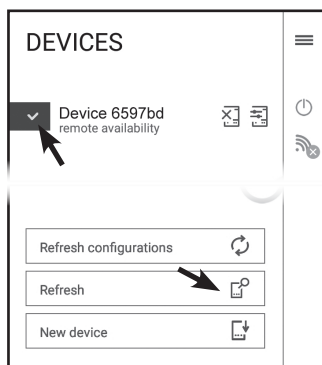 DEVICES
Device 6597bd
remote availability
Refresh configurations
Refresh
New device